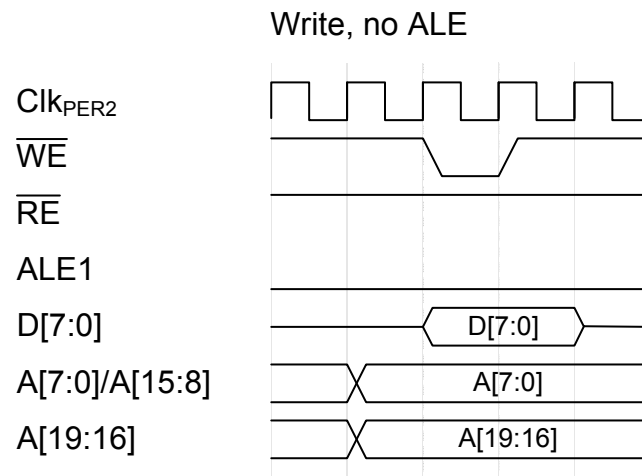 Write, no ALE
ClkPER2
WE
RE
ALE1
D[7:0] D[7:0]
A[7:0]/A[15:8] A[7:0]
A[19:16] A[19:16]